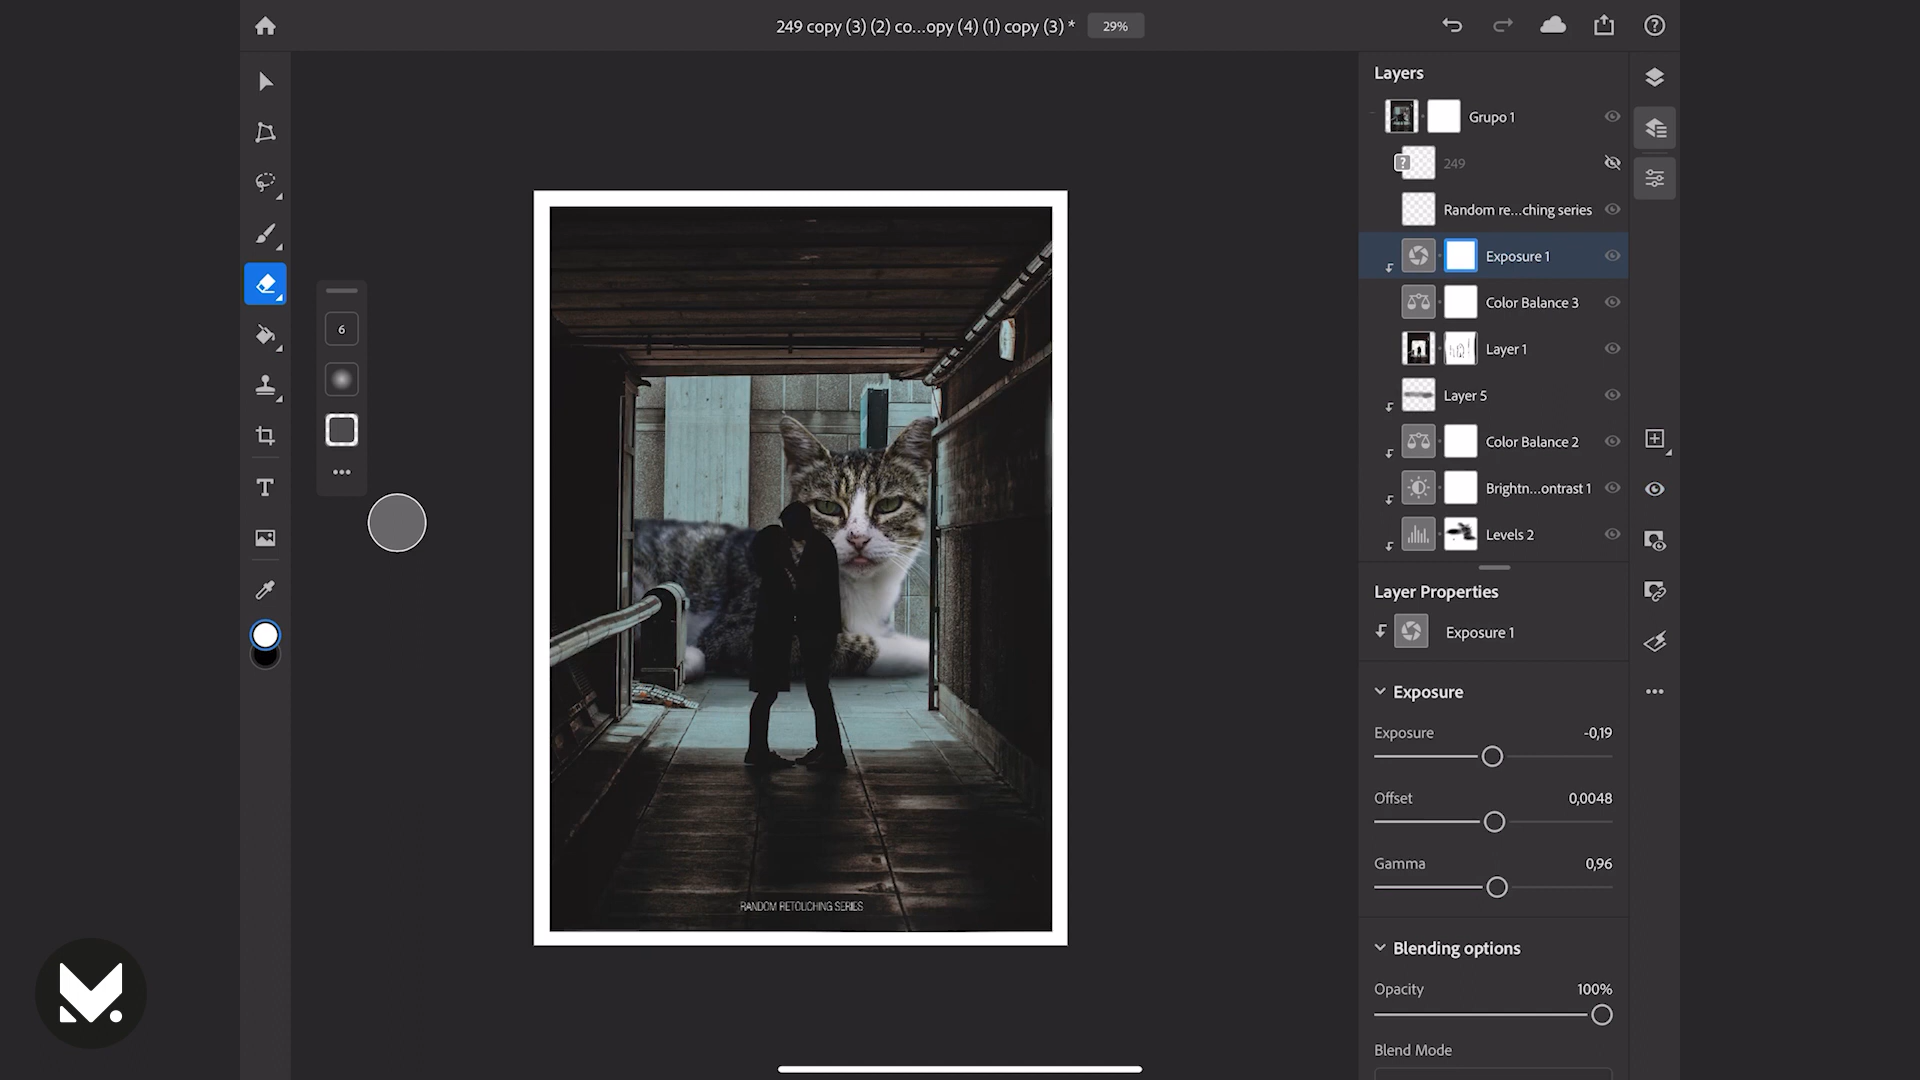 249 copy (3) (2) co...opy (4) (1) copy (3) *
29%
Layers
Grupo 1
?
249
Random re...ching series
Exposure 1
Color Balance 3
Layer 1
Layer 5
Color Balance 2
Brightn...ontrast 1
Levels 2
6
T
Layer Properties
Exposure 1
Exposure
Exposure
-0,19
Offset
0,0048
Gamma
0,96
Blending options
Opacity
100%
Blend Mode
RANDOM RETOUCHING SERIES